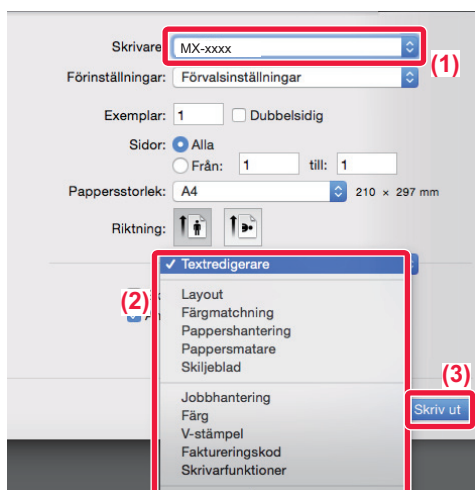 Skrivare: MX-xxxx
(1)
Förinställningar: Förvalsinställningar
Exemplar: 1 Dubbelsidig
Sidor: Alla
Från: 1 till: 1
Pappersstorlek: A4 210 × 297 mm
Riktning:
✓ Textredigerare
(2)
Layout
Färgmatchning
Pappershantering
Pappersmatare
Skiljeblad
(3)
Jobbhantering
Färg
Skriv ut
V-stämpel
Faktureringskod
Skrivarfunktioner